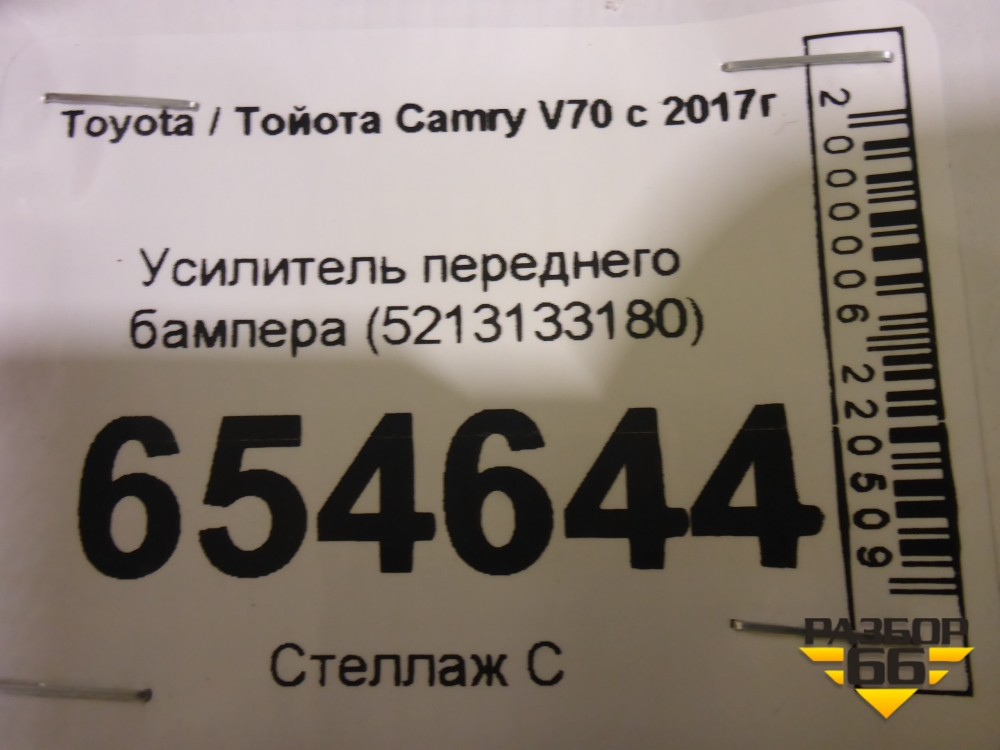 Toyota / Тойота Camry V70 с 2017г
Усилитель переднего
бампера (5213133180)
654644
Стеллаж С
2000006220509
РАЗБОР
66